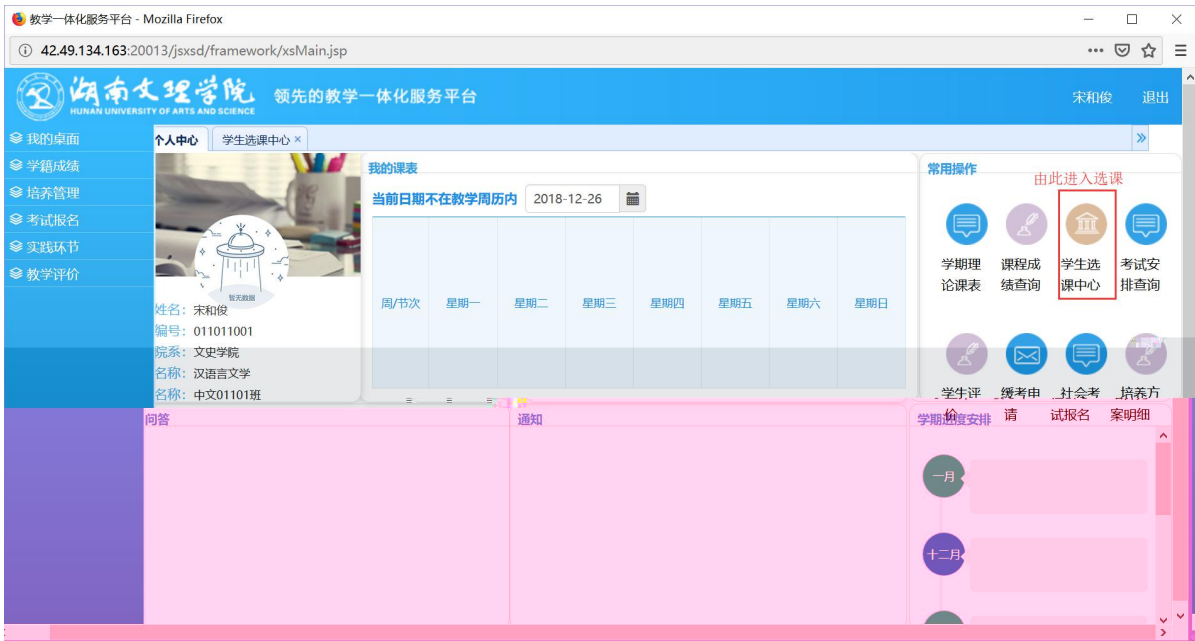 教学一体化服务平台 - Mozilla Firefox
42.49.134.163:20013/jsxsd/framework/xsMain.jsp
湖南文理学院
HUNAN UNIVERSITY OF ARTS AND SCIENCE
领先的教学一体化服务平台
宋和俊 退出
我的桌面
学籍成绩
培养管理
考试报名
实践环节
教学评价
个人中心 学生选课中心 ×
暂无数据
姓名：宋和俊
编号：011011001
院系：文史学院
名称：汉语言文学
名称：中文01101班
我的课表
当前日期不在教学周历内 2018-12-26
周/节次 星期一 星期二 星期三 星期四 星期五 星期六 星期日
常用操作
由此进入选课
学期理论课表
课程成绩查询
学生选课中心
考试安排查询
学生评价
缓考申请
社会考试报名
培养方案明细
问答
通知
学期进度安排
一月
十二月